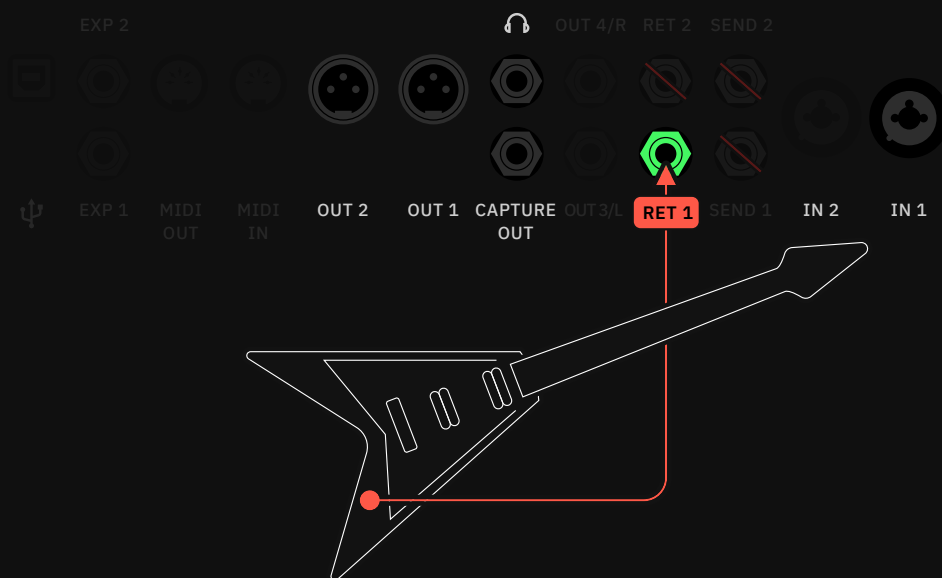 EXP 2
OUT 4/R
RET 2
SEND 2
EXP 1
MIDI
OUT
MIDI
IN
OUT 2
OUT 1
CAPTURE
OUT
OUT3/L
RET 1
SEND 1
IN 2
IN 1